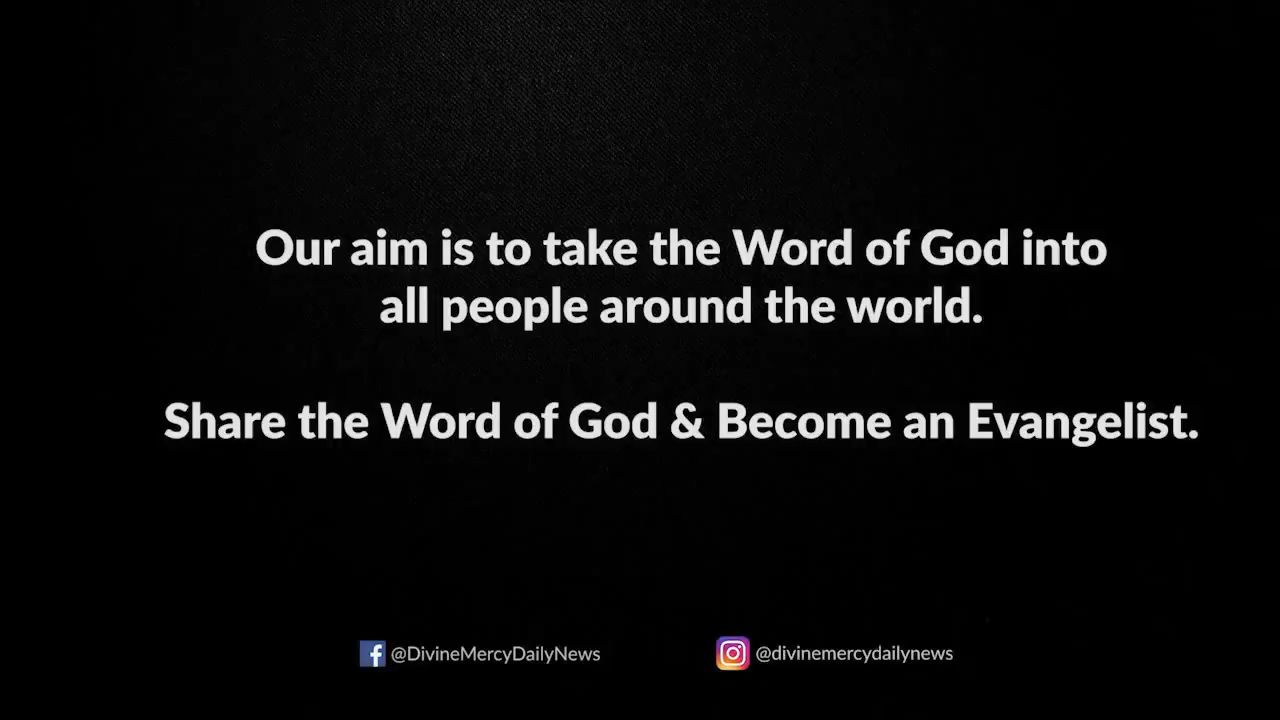 Our aim is to take the Word of God into
all people around the world.
Share the Word of God & Become an Evangelist.
@DivineMercyDailyNews
@divinemercydailynews